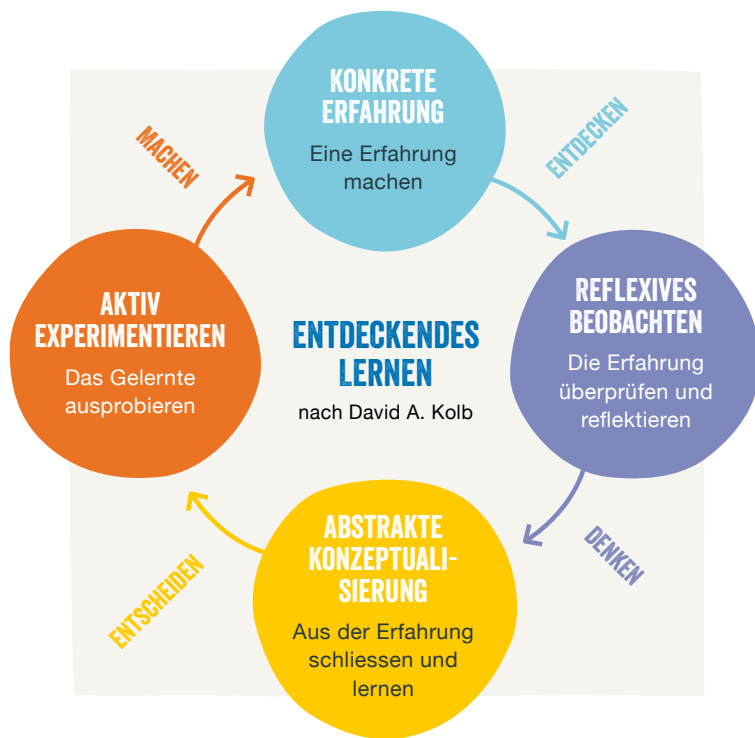 KONKRETE
ERFAHRUNG
Eine Erfahrung
machen
ENTDECKEN
REFLEXIVES
BEOBACHTEN
Die Erfahrung
überprüfen und
reflektieren
DENKEN
ABSTRAKTE
KONZEPTUALI-
SIERUNG
Aus der Erfahrung
schliessen und
lernen
ENTSCHEIDEN
AKTIV
EXPERIMENTIEREN
Das Gelernte
ausprobieren
MACHEN
ENTDECKENDES
LERNEN
nach David A. Kolb